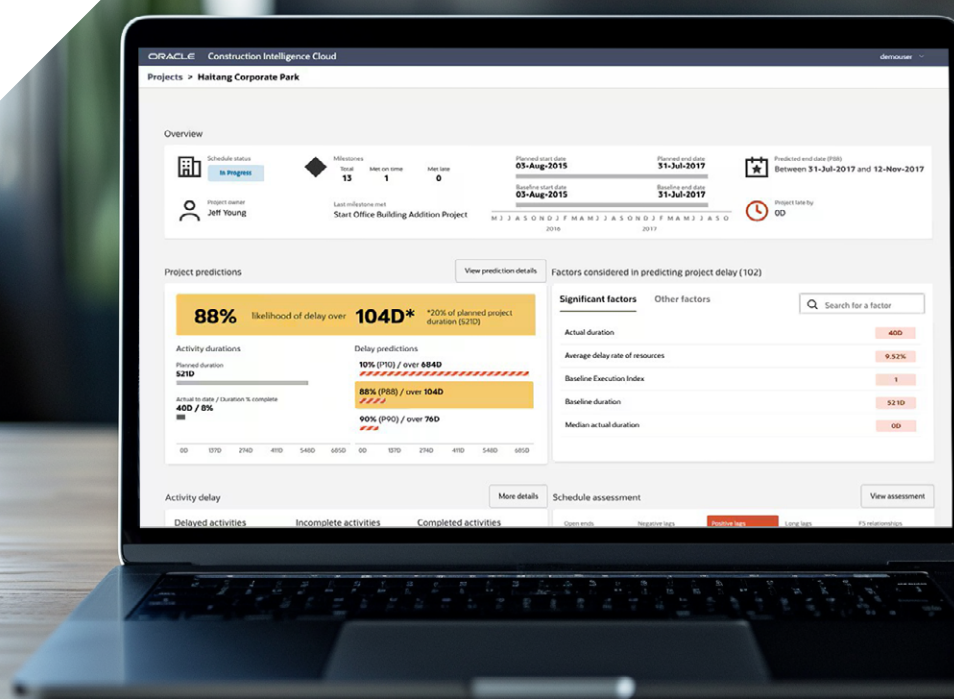 ORACLE Construction Intelligence Cloud
demouser
Projects > Haitang Corporate Park
Overview
Schedule status
In Progress
Milestones
Total Met on time Met late
13 1 0
Planned start date
03-Aug-2015
Planned end date
31-Jul-2017
Predicted end date (P88)
Between 31-Jul-2017 and 12-Nov-2017
Project owner
Jeff Young
Last milestone met
Start Office Building Addition Project
Baseline start date
03-Aug-2015
Baseline end date
31-Jul-2017
M J J A S O N D J F M A M J J A S O N D J F M A M J J A S O
2016 2017
Project late by
0D
Project predictions
View prediction details
88% likelihood of delay over 104D* *20% of planned project
duration (521D)
Activity durations
Planned duration
521D
Actual to date / Duration % complete
40D / 8%
0D 137D 274D 411D 548D 685D
Delay predictions
10% (P10) / over 684D
88% (P88) / over 104D
90% (P90) / over 76D
0D 137D 274D 411D 548D 685D
Factors considered in predicting project delay (102)
Significant factors Other factors
Search for a factor
Actual duration 40D
Average delay rate of resources 9.52%
Baseline Execution Index 1
Baseline duration 521D
Median actual duration 0D
Activity delay
More details
Delayed activities Incomplete activities Completed activities
Schedule assessment
View assessment
Open ends Negative lags Positive lags Long lags FS relationships